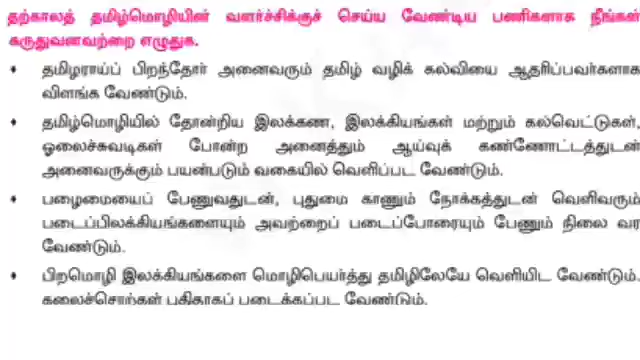 தற்காலத் தமிழ்மொழியின் வளர்ச்சிக்குச் செய்ய வேண்டிய பணிகளாக நீங்கள்
கருதுவனவற்றை எழுதுக.
♦ தமிழராய்ப் பிறந்தோர் அனைவரும் தமிழ் வழிக் கல்வியை ஆதரிப்பவர்களாக
விளங்க வேண்டும்.
♦ தமிழ்மொழியில் தோன்றிய இலக்கண, இலக்கியங்கள் மற்றும் கல்வெட்டுகள்,
ஓலைச்சுவடிகள் போன்ற அனைத்தும் ஆய்வுக் கண்ணோட்டத்துடன்
அனைவருக்கும் பயன்படும் வகையில் வெளிப்பட வேண்டும்.
♦ பழைமையைப் பேணுவதுடன், புதுமை காணும் நோக்கத்துடன் வெளிவரும்
படைப்பிலக்கியங்களையும் அவற்றைப் படைப்போரையும் பேணும் நிலை வர
வேண்டும்.
♦ பிறமொழி இலக்கியங்களை மொழிபெயர்த்து தமிழிலேயே வெளியிட வேண்டும்.
கலைச்சொற்கள் புதிதாகப் படைக்கப்பட வேண்டும்.